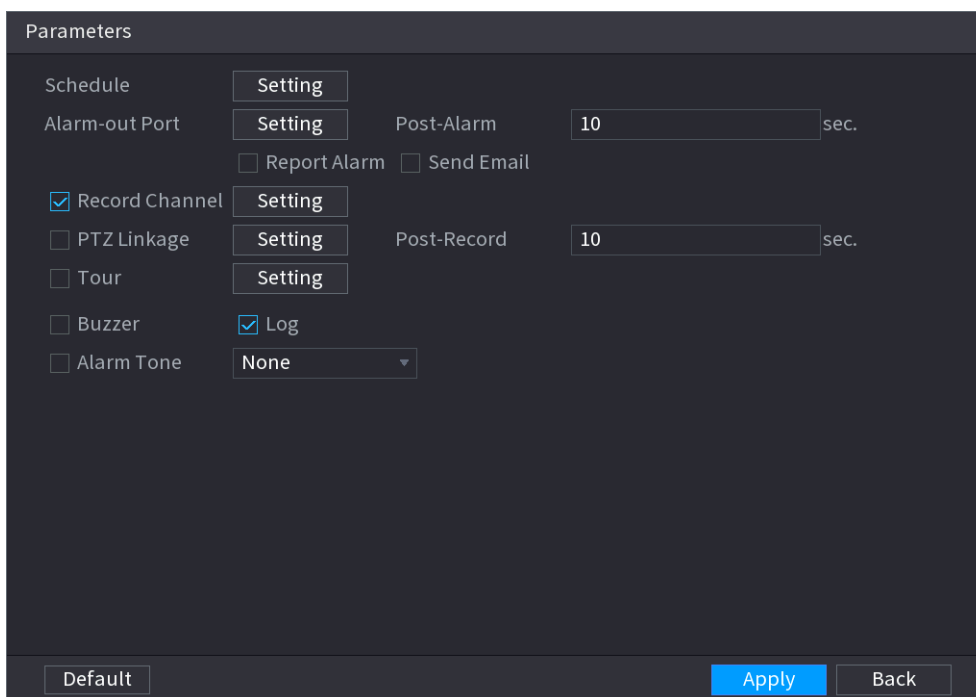 Parameters
Schedule Setting
Alarm-out Port Setting Post-Alarm 10 sec.
Report Alarm Send Email
Record Channel Setting
PTZ Linkage Setting Post-Record 10 sec.
Tour Setting
Buzzer Log
Alarm Tone None
Default Apply Back